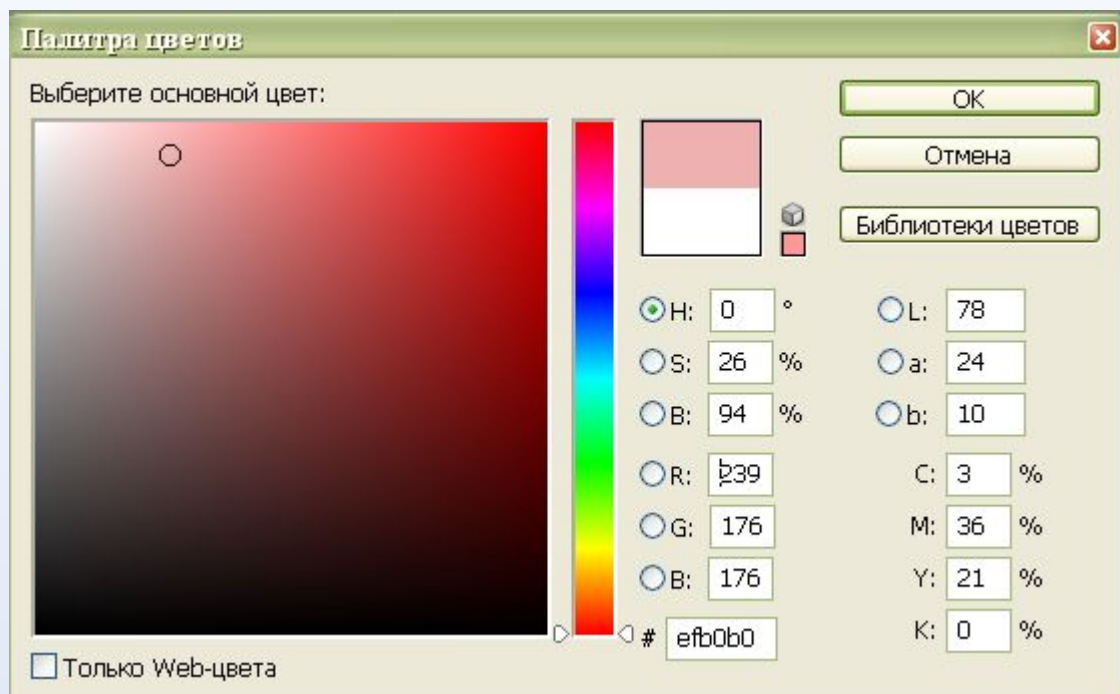 Палитра цветов
Выберите основной цвет:
OK
Отмена
Библиотеки цветов
H: 0 °
S: 26 %
B: 94 %
R: 239
G: 176
B: 176
# efb0b0
L: 78
a: 24
b: 10
C: 3 %
M: 36 %
Y: 21 %
K: 0 %
Только Web-цвета